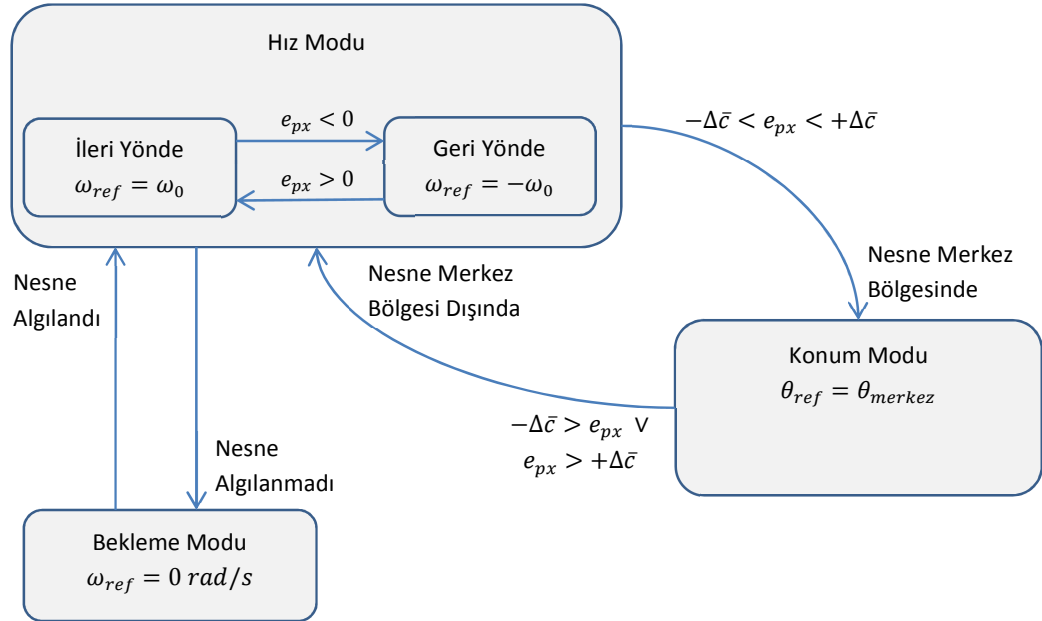 Hız Modu
İleri Yönde
ω_ref = ω_0
e_px < 0
e_px > 0
Geri Yönde
ω_ref = −ω_0
−Δc̄ < e_px < +Δc̄
Nesne
Algılandı
Nesne Merkez
Bölgesi Dışında
Nesne Merkez
Bölgesinde
Konum Modu
θ_ref = θ_merkez
−Δc̄ > e_px ∨
e_px > +Δc̄
Nesne
Algılanmadı
Bekleme Modu
ω_ref = 0 rad/s